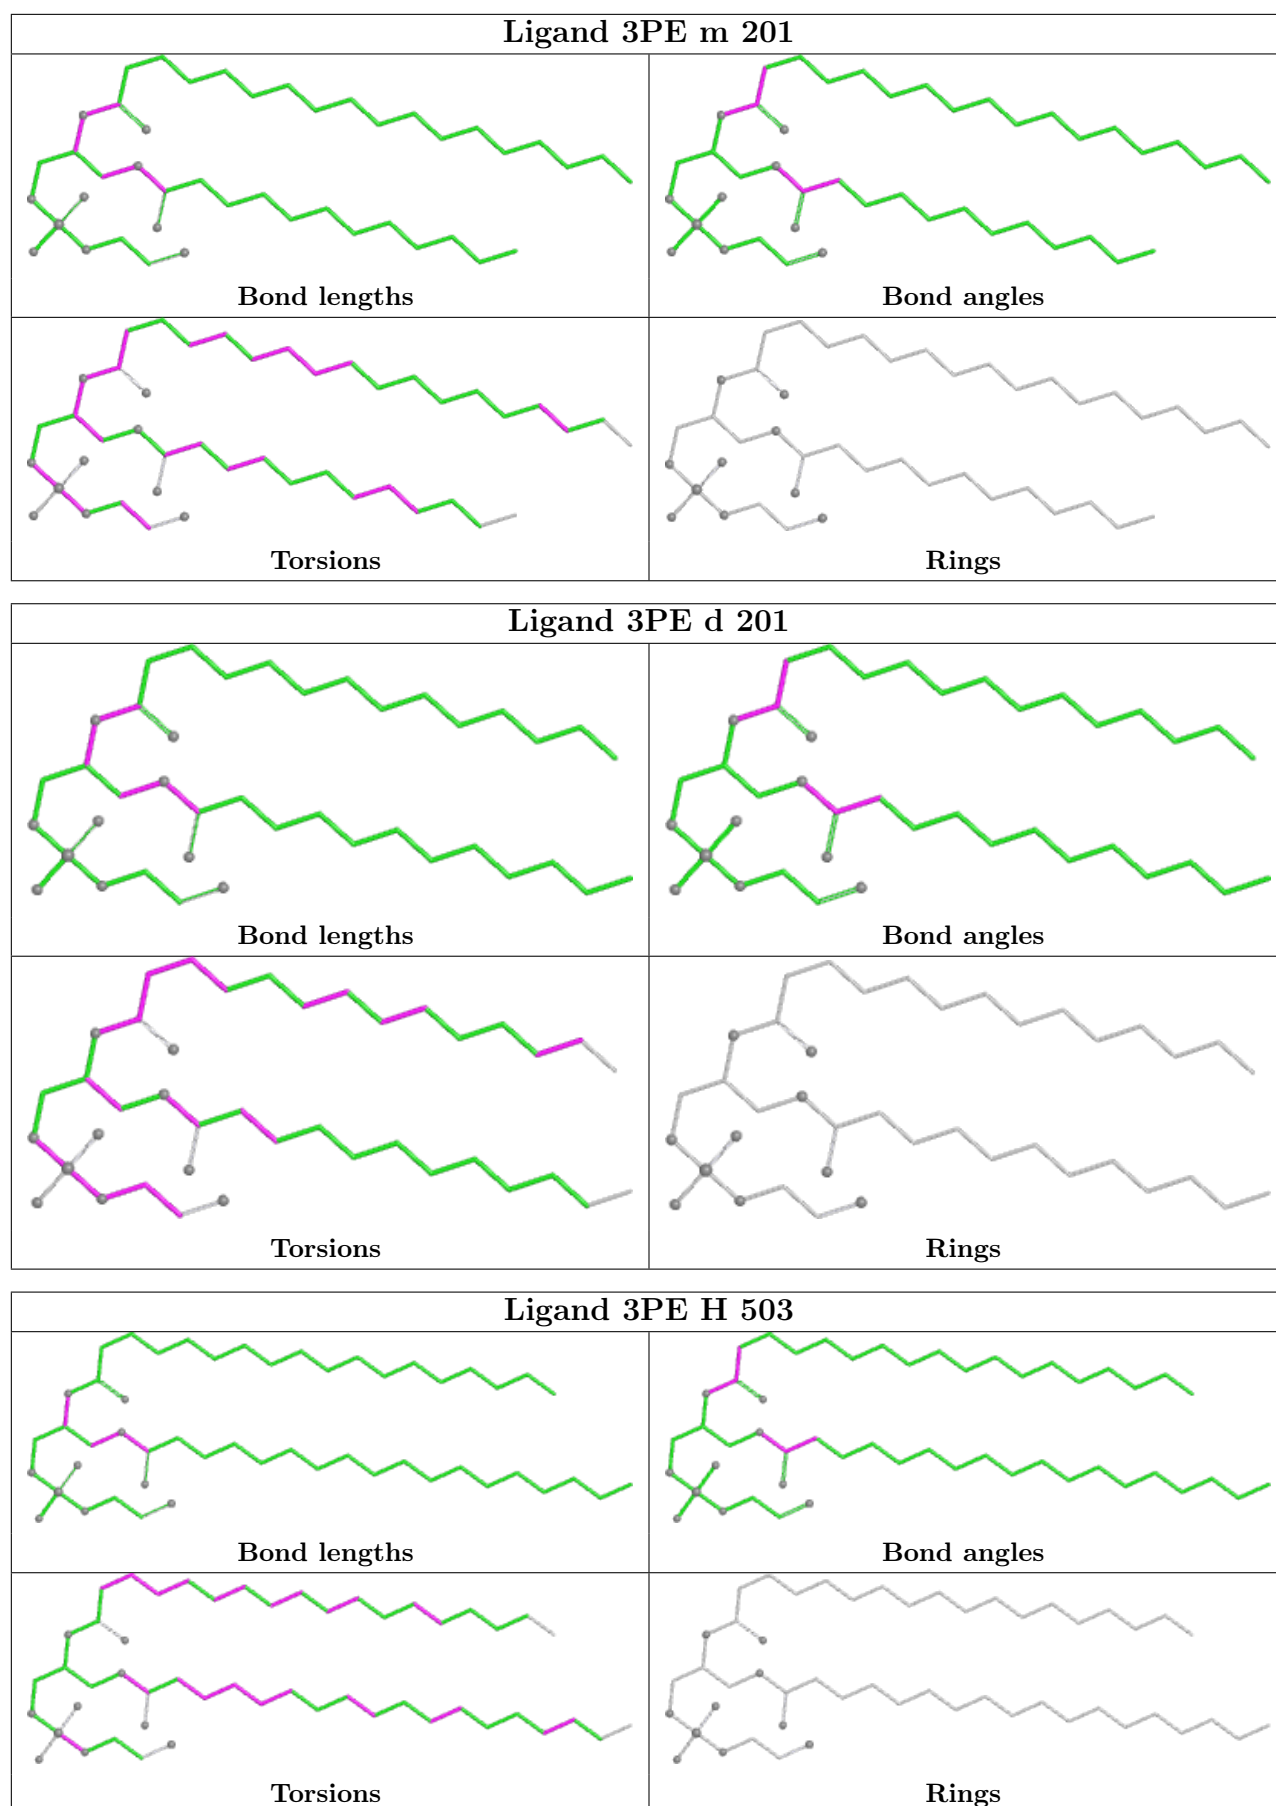 Ligand 3PE m 201
Bond lengths
Bond angles
Torsions
Rings
Ligand 3PE d 201
Bond lengths
Bond angles
Torsions
Rings
Ligand 3PE H 503
Bond lengths
Bond angles
Torsions
Rings